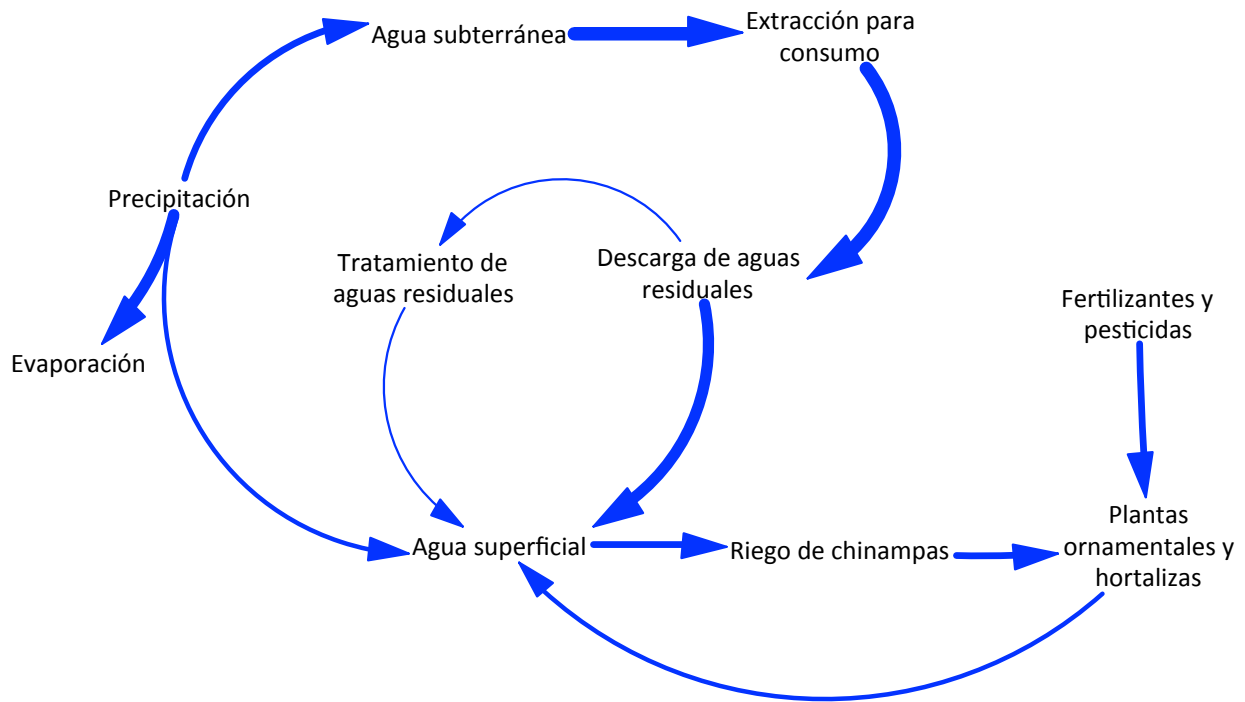 Agua subterránea
Extracción para
consumo
Precipitación
Tratamiento de
aguas residuales
Descarga de aguas
residuales
Evaporación
Fertilizantes y
pesticidas
Agua superficial
Riego de chinampas
Plantas
ornamentales y
hortalizas